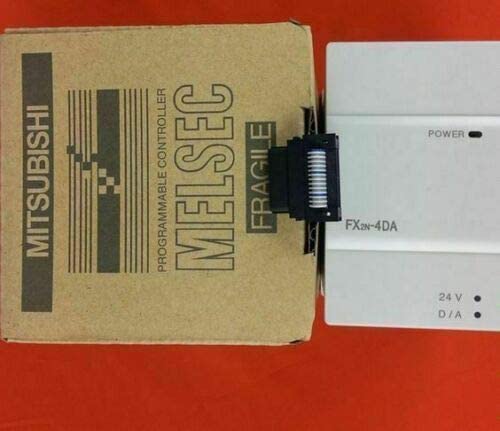 MITSUBISHI
PROGRAMMABLE CONTROLLER
MELSEC
FRAGILE
POWER
FX2N-4DA
24 V
D / A